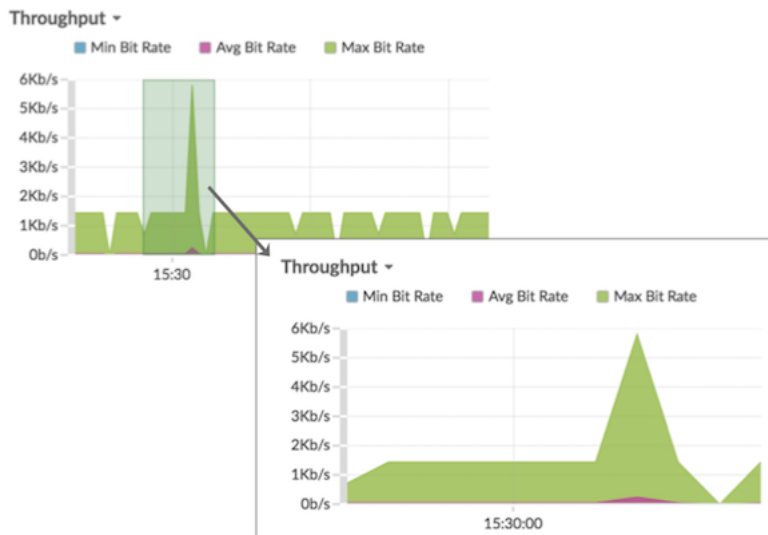 Throughput
Min Bit Rate Avg Bit Rate Max Bit Rate
6Kb/s
5Kb/s
4Kb/s
3Kb/s
2Kb/s
1Kb/s
0b/s
15:30
Throughput
Min Bit Rate Avg Bit Rate Max Bit Rate
6Kb/s
5Kb/s
4Kb/s
3Kb/s
2Kb/s
1Kb/s
0b/s
15:30:00